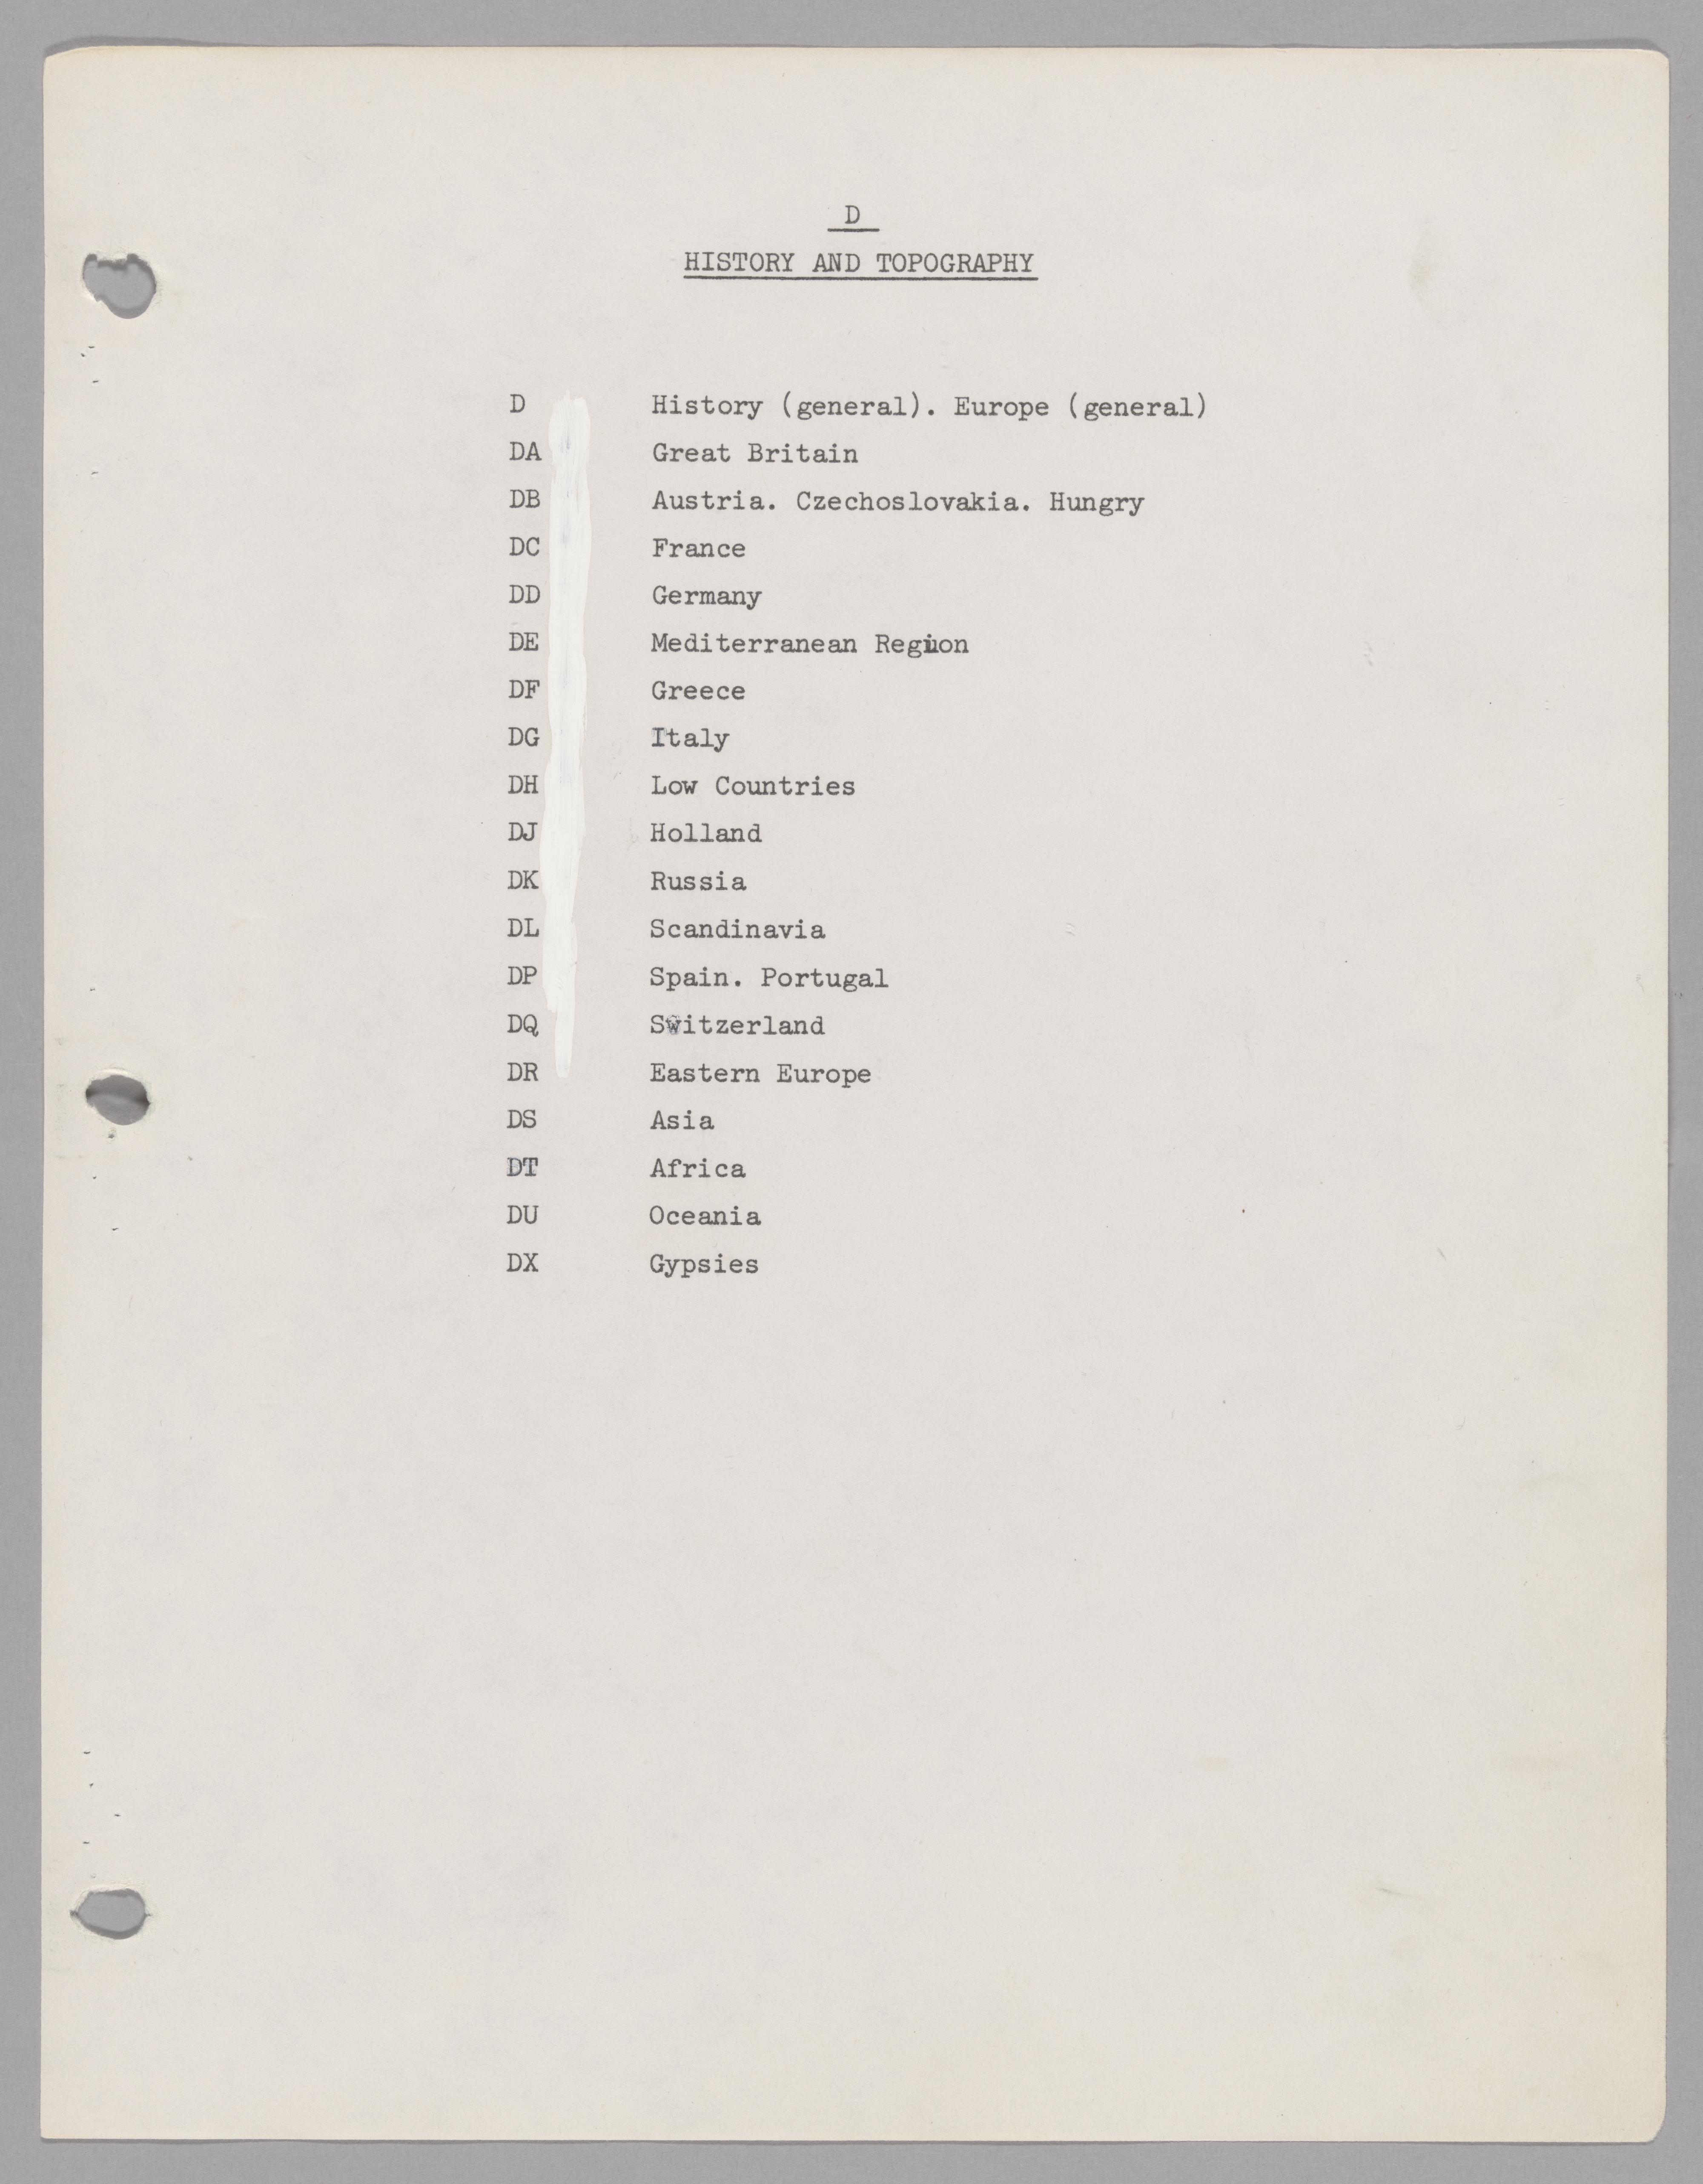 D
HISTORY AND TOPOGRAPHY
D History (general). Europe (general)
DA Great Britain
DB Austria. Czechoslovakia. Hungry
DC France
DD Germany
DE Mediterranean Region
DF Greece
DG Italy
DH Low Countries
DJ Holland
DK Russia
DL Scandinavia
DP Spain. Portugal
DQ Switzerland
DR Eastern Europe
DS Asia
DT Africa
DU Oceania
DX Gypsies